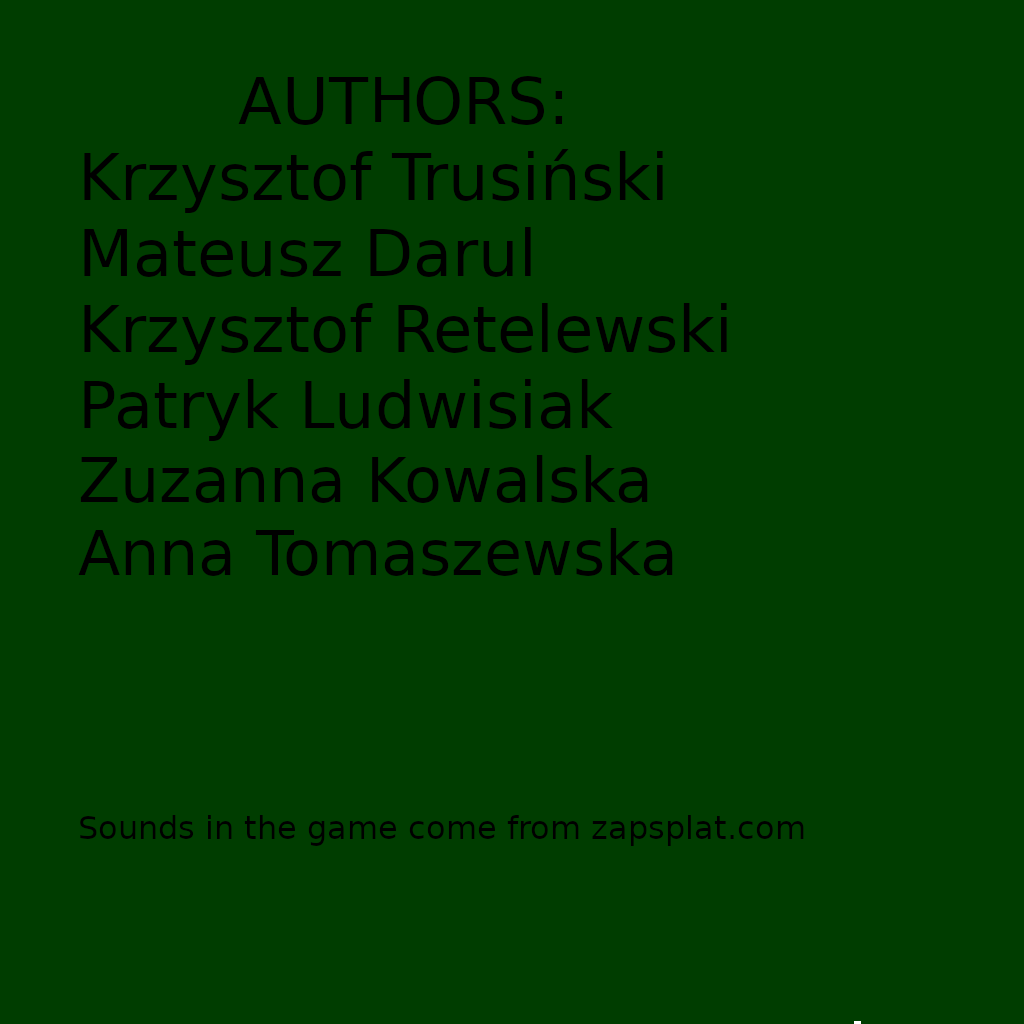 AUTHORS:
Krzysztof Trusiński
Mateusz Darul
Krzysztof Retelewski
Patryk Ludwisiak
Zuzanna Kowalska
Anna Tomaszewska
Sounds in the game come from zapsplat.com